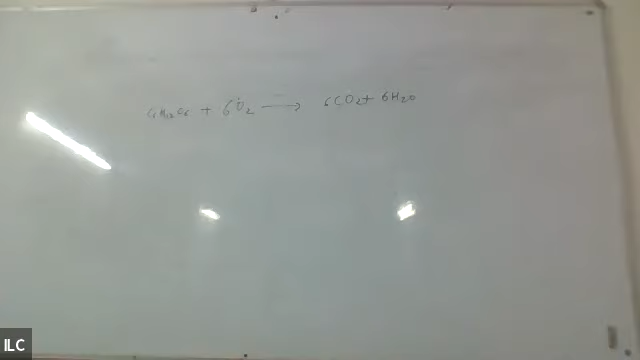 C6H12O6 + 6O2 → 6CO2 + 6H2O
ILC